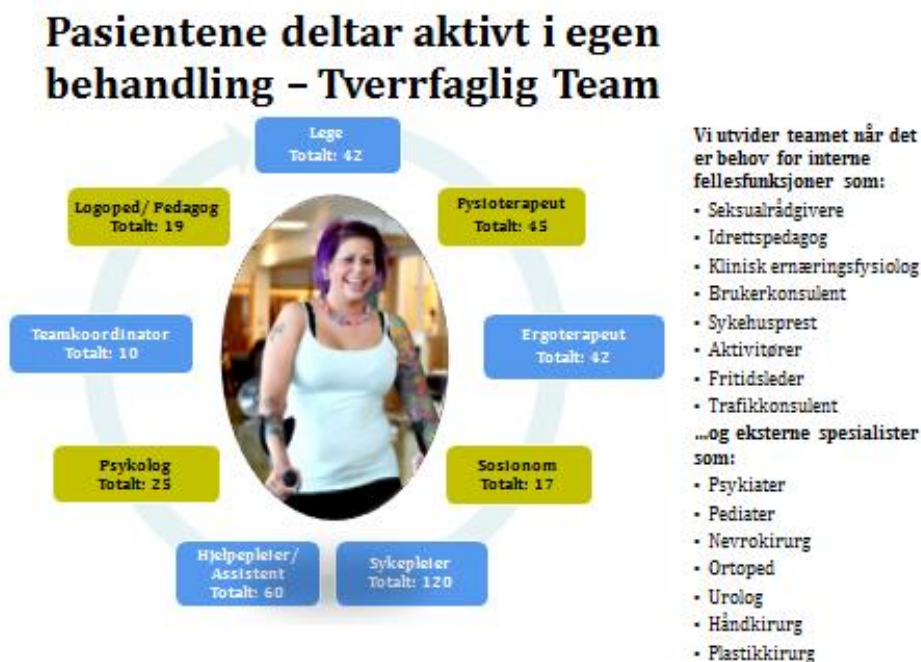 Pasientene deltar aktivt i egen
behandling – Tverrfaglig Team
Lege
Totalt: 42
Fysioterapeut
Totalt: 45
Ergoterapeut
Totalt: 42
Sosionom
Totalt: 17
Sykepleier
Totalt: 120
Hjelpepleier/
Assistent
Totalt: 60
Psykolog
Totalt: 25
Teamkoordinator
Totalt: 10
Logoped/ Pedagog
Totalt: 19
Vi utvider teamet når det
er behov for interne
fellesfunksjoner som:
▪ Seksualrådgivere
▪ Idrettspedagog
▪ Klinisk ernæringsfysiolog
▪ Brukerkonsulent
▪ Sykehusprest
▪ Aktivitører
▪ Fritidsleder
▪ Trafikkonsulent
...og eksterne spesialister
som:
▪ Psykiater
▪ Pediater
▪ Nevrokirurg
▪ Ortoped
▪ Urolog
▪ Håndkirurg
▪ Plastikkirurg